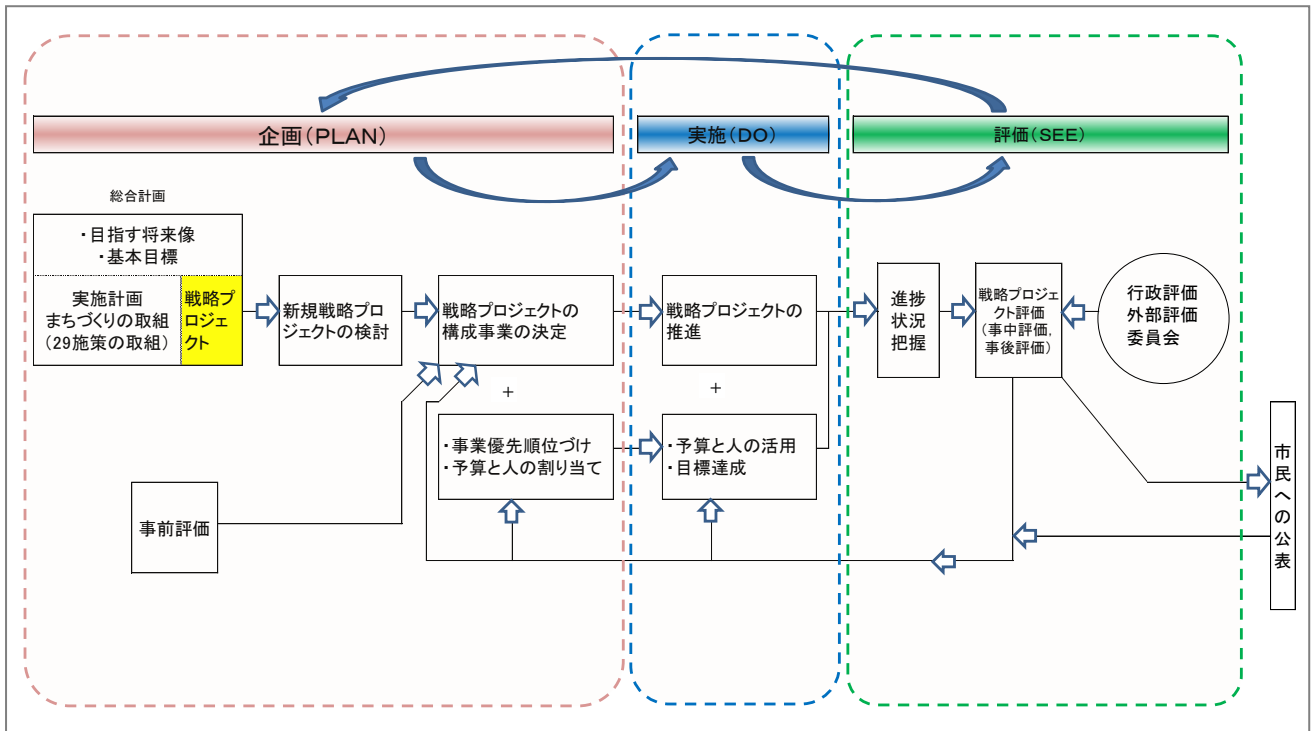 企画(PLAN)
実施(DO)
評価(SEE)
総合計画
・目指す将来像
・基本目標
実施計画
まちづくりの取組
(29施策の取組)
戦略プ
ロジェ
クト
新規戦略プロ
ジェクトの検討
戦略プロジェクトの
構成事業の決定
+
・事業優先順位づけ
・予算と人の割り当て
事前評価
戦略プロジェクトの
推進
+
・予算と人の活用
・目標達成
進捗
状況
把握
戦略プロジェ
クト評価
(事中評価,
事後評価)
行政評価
外部評価
委員会
市民への公表